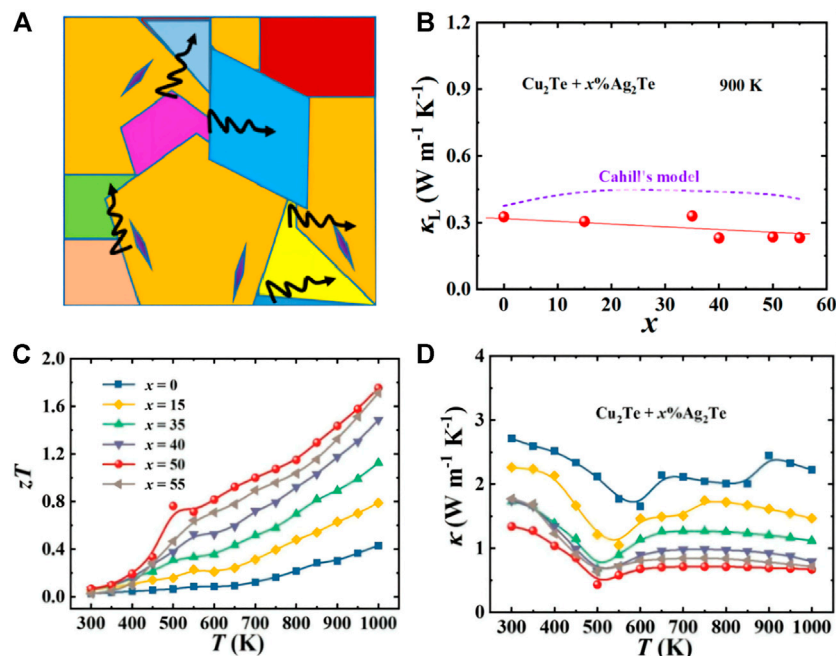 A
B
κL (W m⁻¹ K⁻¹)
1.2
0.9
0.6
0.3
0.0
Cu₂Te + x%Ag₂Te 900 K
Cahill's model
0 10 20 30 40 50 60
x
C
zT
1.8
1.5
1.2
0.8
0.4
0.0
x = 0
x = 15
x = 35
x = 40
x = 50
x = 55
300 400 500 600 700 800 900 1000
T (K)
D
κ (W m⁻¹ K⁻¹)
4
3
2
1
0
Cu₂Te + x%Ag₂Te
300 400 500 600 700 800 900 1000
T (K)